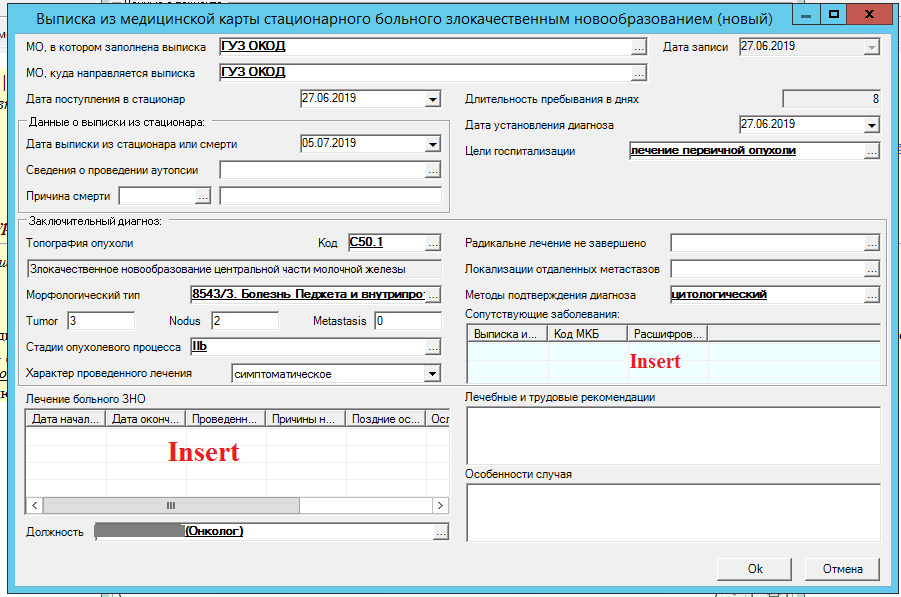 Выписка из медицинской карты стационарного больного злокачественным новообразованием (новый)
МО, в котором заполнена выписка ГУЗ ОКОД ... Дата записи 27.06.2019
МО, куда направляется выписка ГУЗ ОКОД ...
Дата поступления в стационар 27.06.2019 Длительность пребывания в днях 8
Данные о выписки из стационара: Дата установления диагноза 27.06.2019
Дата выписки из стационара или смерти 05.07.2019 Цели госпитализации лечение первичной опухоли ...
Сведения о проведении аутопсии ...
Причина смерти ...
Заключительный диагноз:
Топография опухоли Код C50.1 ... Радикальне лечение не завершено ...
Злокачественное новообразование центральной части молочной железы Локализации отдаленных метастазов ...
Морфологический тип 8543/3. Болезнь Педжета и внутрипрот ... Методы подтверждения диагноза цитологический ...
Tumor 3 Nodus 2 Metastasis 0 Сопутствующие заболевания:
Выписка и... Код МКБ Расшифров...
Стадии опухолевого процесса IIb ... Insert
Характер проведенного лечения симптоматическое
Лечение больного ЗНО Лечебные и трудовые рекомендации
Дата начал... Дата оконч... Проведенн... Причины н... Поздние ос... Осл
Insert
Особенности случая
Должность (Онколог) ...
Ok Отмена